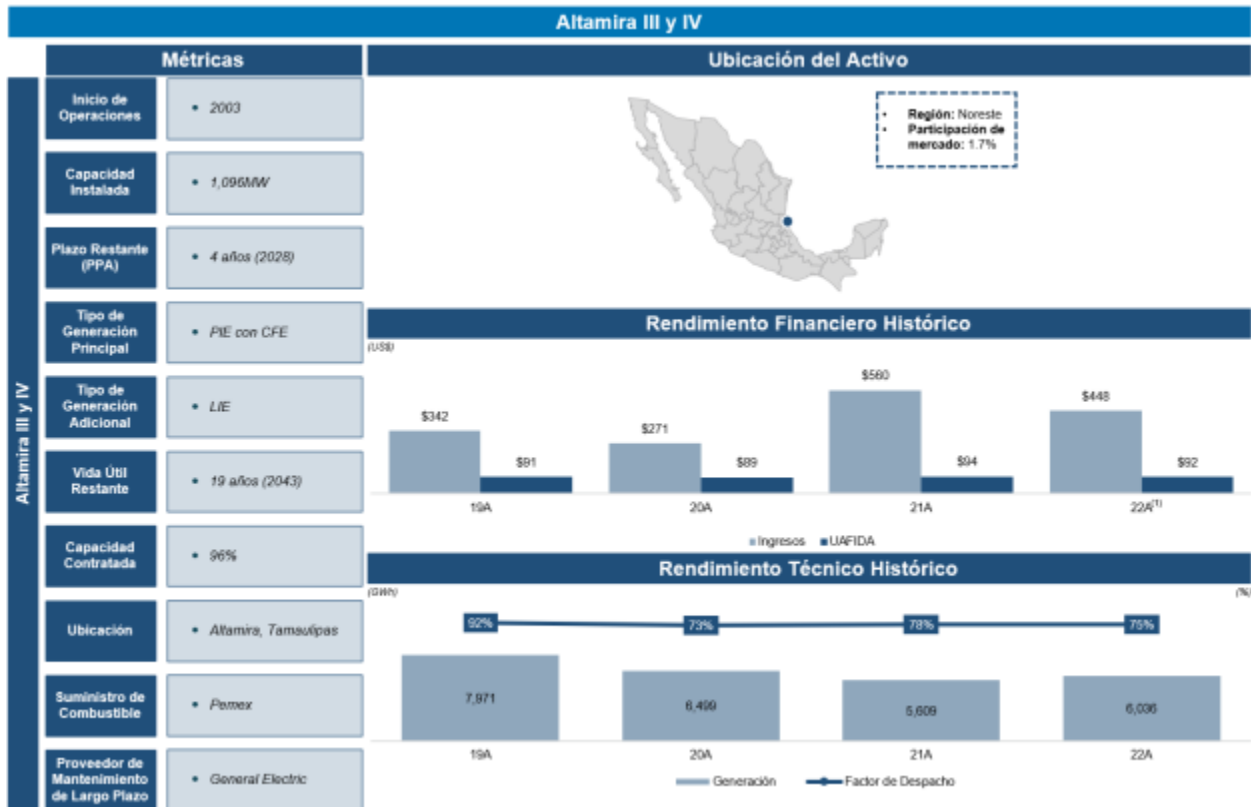 Altamira III y IV
Métricas
Altamira III y IV
Inicio de
Operaciones
• 2003
Capacidad
Instalada
• 1,096MW
Plazo Restante
(PPA)
• 4 años (2028)
Tipo de
Generación
Principal
• PIE con CFE
Tipo de
Generación
Adicional
• LIE
Vida Útil
Restante
• 19 años (2043)
Capacidad
Contratada
• 96%
Ubicación
• Altamira, Tamaulipas
Suministro de
Combustible
• Pemex
Proveedor de
Mantenimiento
de Largo Plazo
• General Electric
Ubicación del Activo
• Región: Noreste
• Participación de
mercado: 1.7%
Rendimiento Financiero Histórico
(US$)
$342
$91
$271
$89
$560
$94
$448
$92
19A
20A
21A
22A(1)
Ingresos
UAFIDA
Rendimiento Técnico Histórico
(GWh)
(%)
92%
73%
78%
75%
7,971
6,499
5,609
6,036
19A
20A
21A
22A
Generación
Factor de Despacho